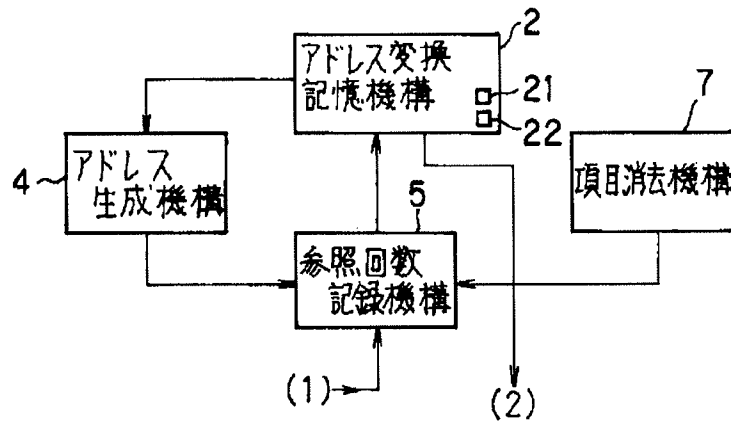 2
アドレス変換
記憶機構
21
22
7
4
アドレス
生成機構
項目消去機構
5
参照回数
記録機構
(1)
(2)